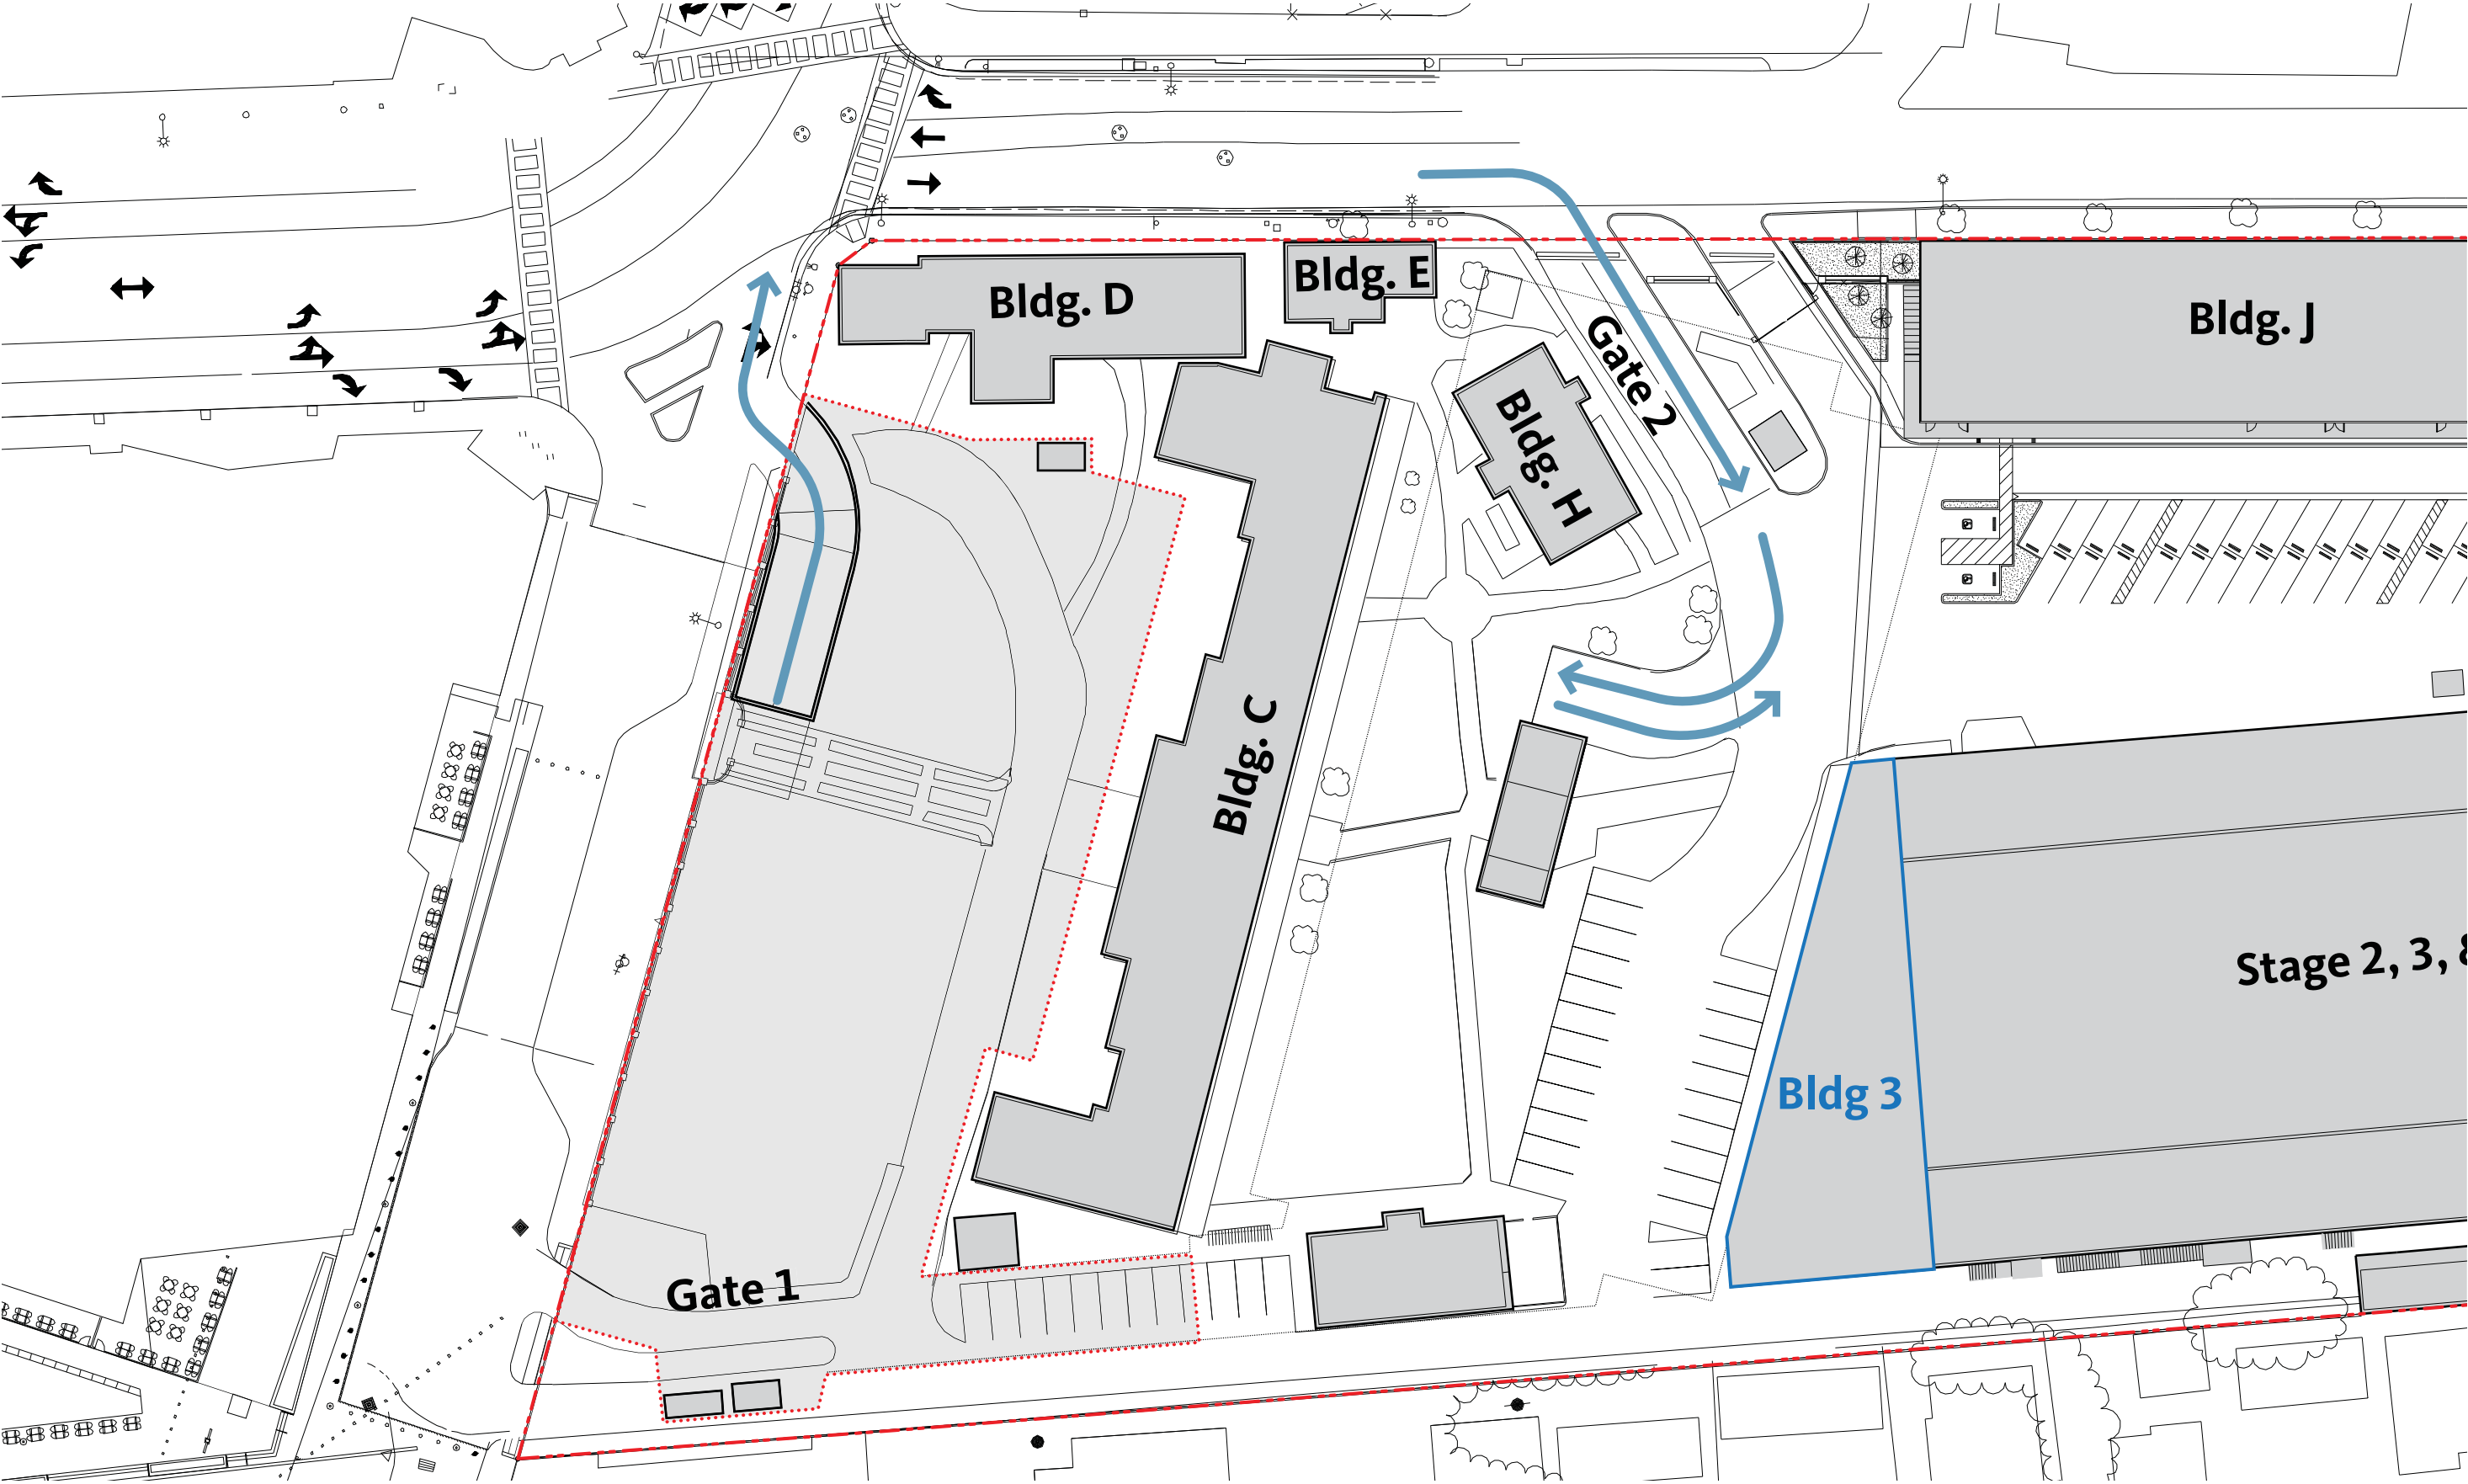 Bldg. D
Bldg. E
Bldg. J
Gate 2
Bldg. H
Bldg. C
Stage 2, 3, 
Bldg 3
Gate 1